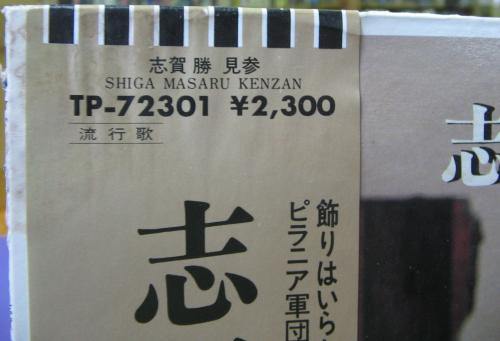 志賀 勝 見参
SHIGA MASARU KENZAN
TP-72301 ¥2,300
流行歌
飾りはいら
ピラニア軍団
志
志